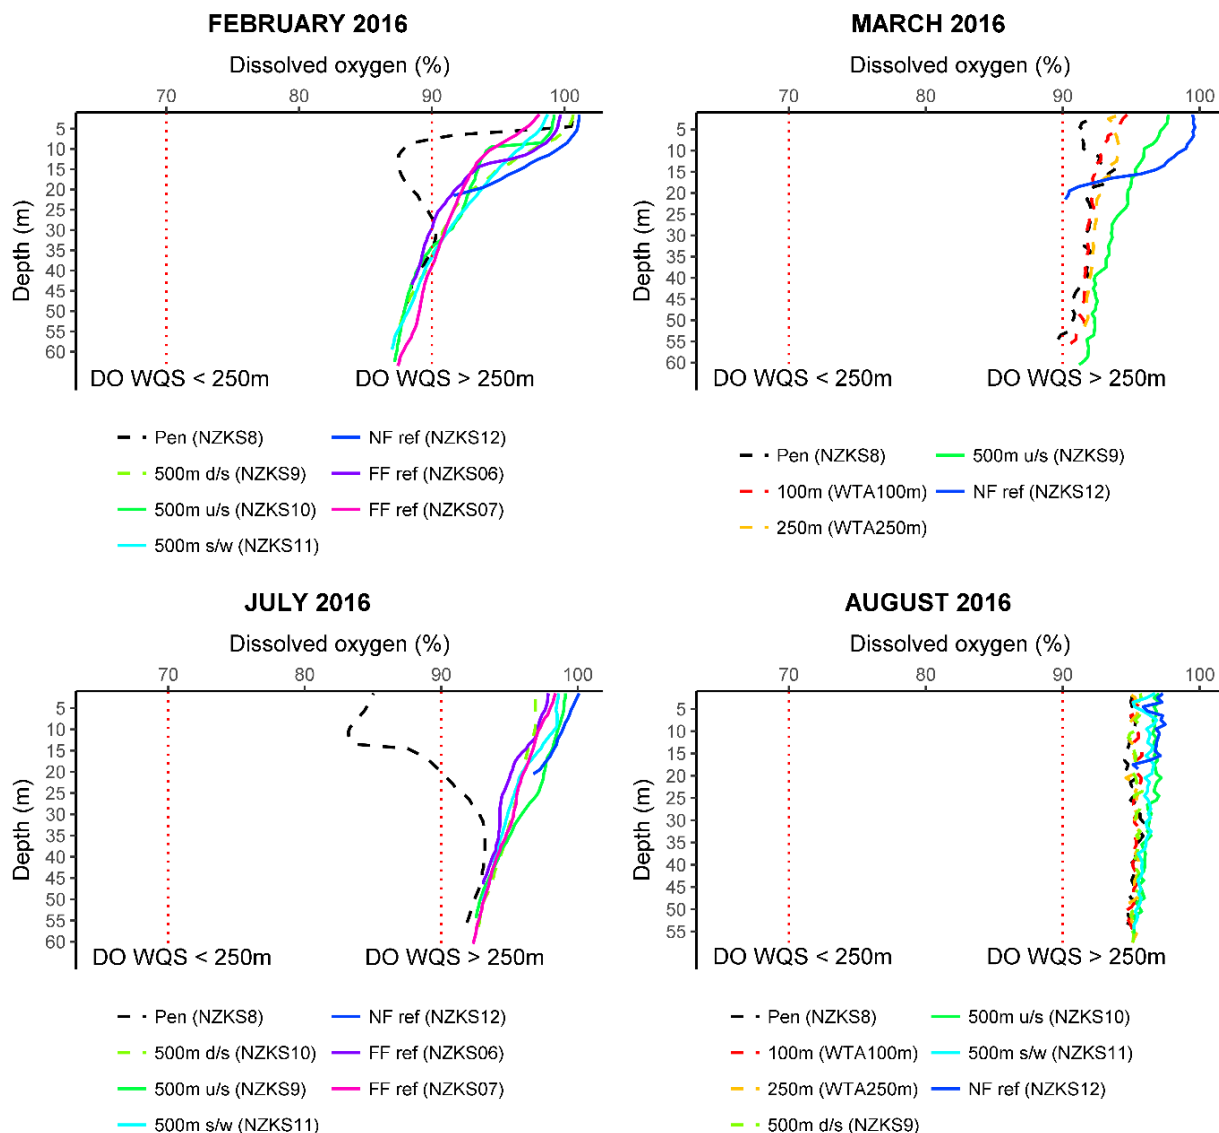 FEBRUARY 2016
Dissolved oxygen (%)
70 80 90 100
Depth (m)
5
10
15
20
25
30
35
40
45
50
55
60
DO WQS < 250m DO WQS > 250m
Pen (NZKS8) NF ref (NZKS12)
500m d/s (NZKS9) FF ref (NZKS06)
500m u/s (NZKS10) FF ref (NZKS07)
500m s/w (NZKS11)
MARCH 2016
Dissolved oxygen (%)
70 80 90 100
Depth (m)
5
10
15
20
25
30
35
40
45
50
55
60
DO WQS < 250m DO WQS > 250m
Pen (NZKS8) 500m u/s (NZKS9)
100m (WTA100m) NF ref (NZKS12)
250m (WTA250m)
JULY 2016
Dissolved oxygen (%)
70 80 90 100
Depth (m)
5
10
15
20
25
30
35
40
45
50
55
60
DO WQS < 250m DO WQS > 250m
Pen (NZKS8) NF ref (NZKS12)
500m d/s (NZKS10) FF ref (NZKS06)
500m u/s (NZKS9) FF ref (NZKS07)
500m s/w (NZKS11)
AUGUST 2016
Dissolved oxygen (%)
70 80 90 100
Depth (m)
5
10
15
20
25
30
35
40
45
50
55
DO WQS < 250m DO WQS > 250m
Pen (NZKS8) 500m u/s (NZKS10)
100m (WTA100m) 500m s/w (NZKS11)
250m (WTA250m) NF ref (NZKS12)
500m d/s (NZKS9)